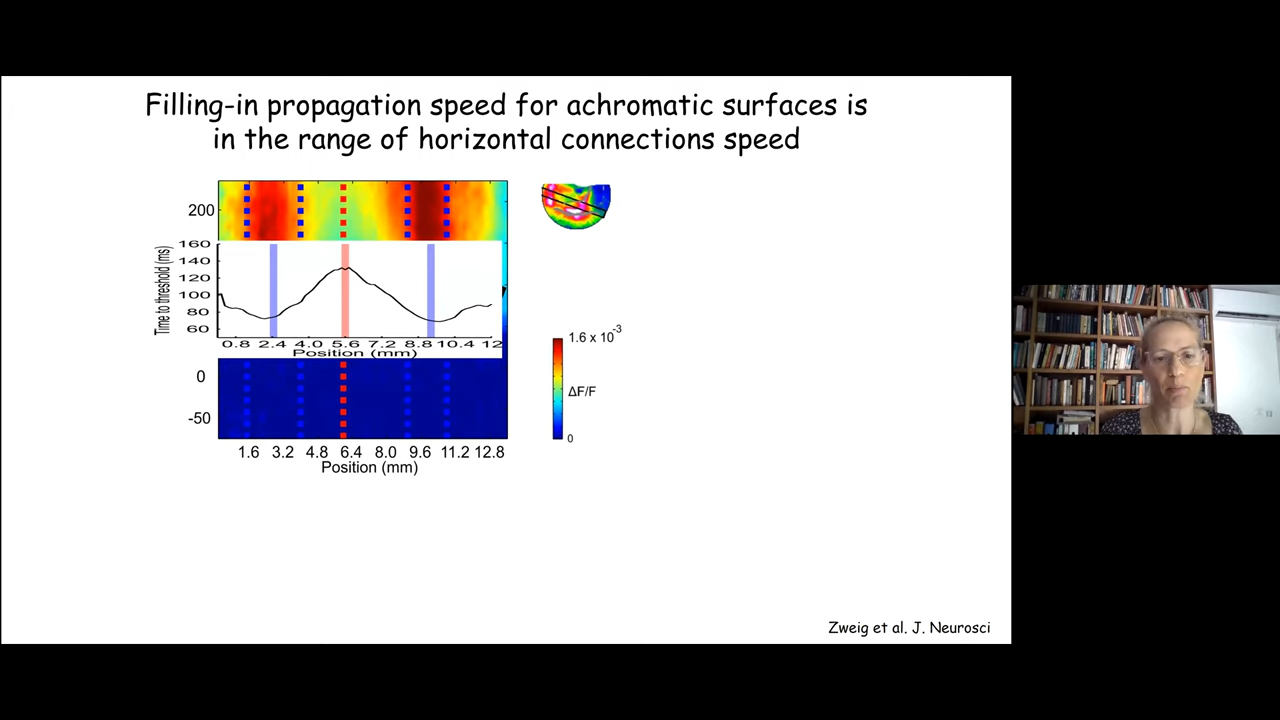 Filling-in propagation speed for achromatic surfaces is
in the range of horizontal connections speed
200
Time to threshold (ms)
160
140
120
100
80
60
0.8 2.4 4.0 5.6 7.2 8.8 10.4 12
Position (mm)
0
-50
1.6 3.2 4.8 6.4 8.0 9.6 11.2 12.8
Position (mm)
1.6 x 10-3
ΔF/F
0
Zweig et al. J. Neurosci